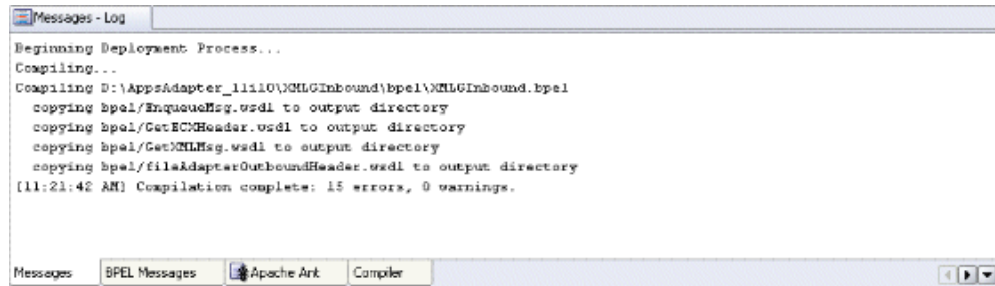 Messages - Log
Beginning Deployment Process...
Compiling...
Compiling D:\AppsAdapter_11i10\XMLGInbound\bpel\XMLGInbound.bpel
copying bpel/EnqueueMsg.wsdl to output directory
copying bpel/GetECXHeader.wsdl to output directory
copying bpel/GetXMLMsg.wsdl to output directory
copying bpel/fileAdapterOutboundHeader.wsdl to output directory
[11:21:42 AM] Compilation complete: 15 errors, 0 warnings.
Messages BPEL Messages Apache Ant Compiler